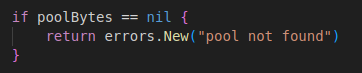 if poolBytes == nil {
    return errors.New("pool not found")
}